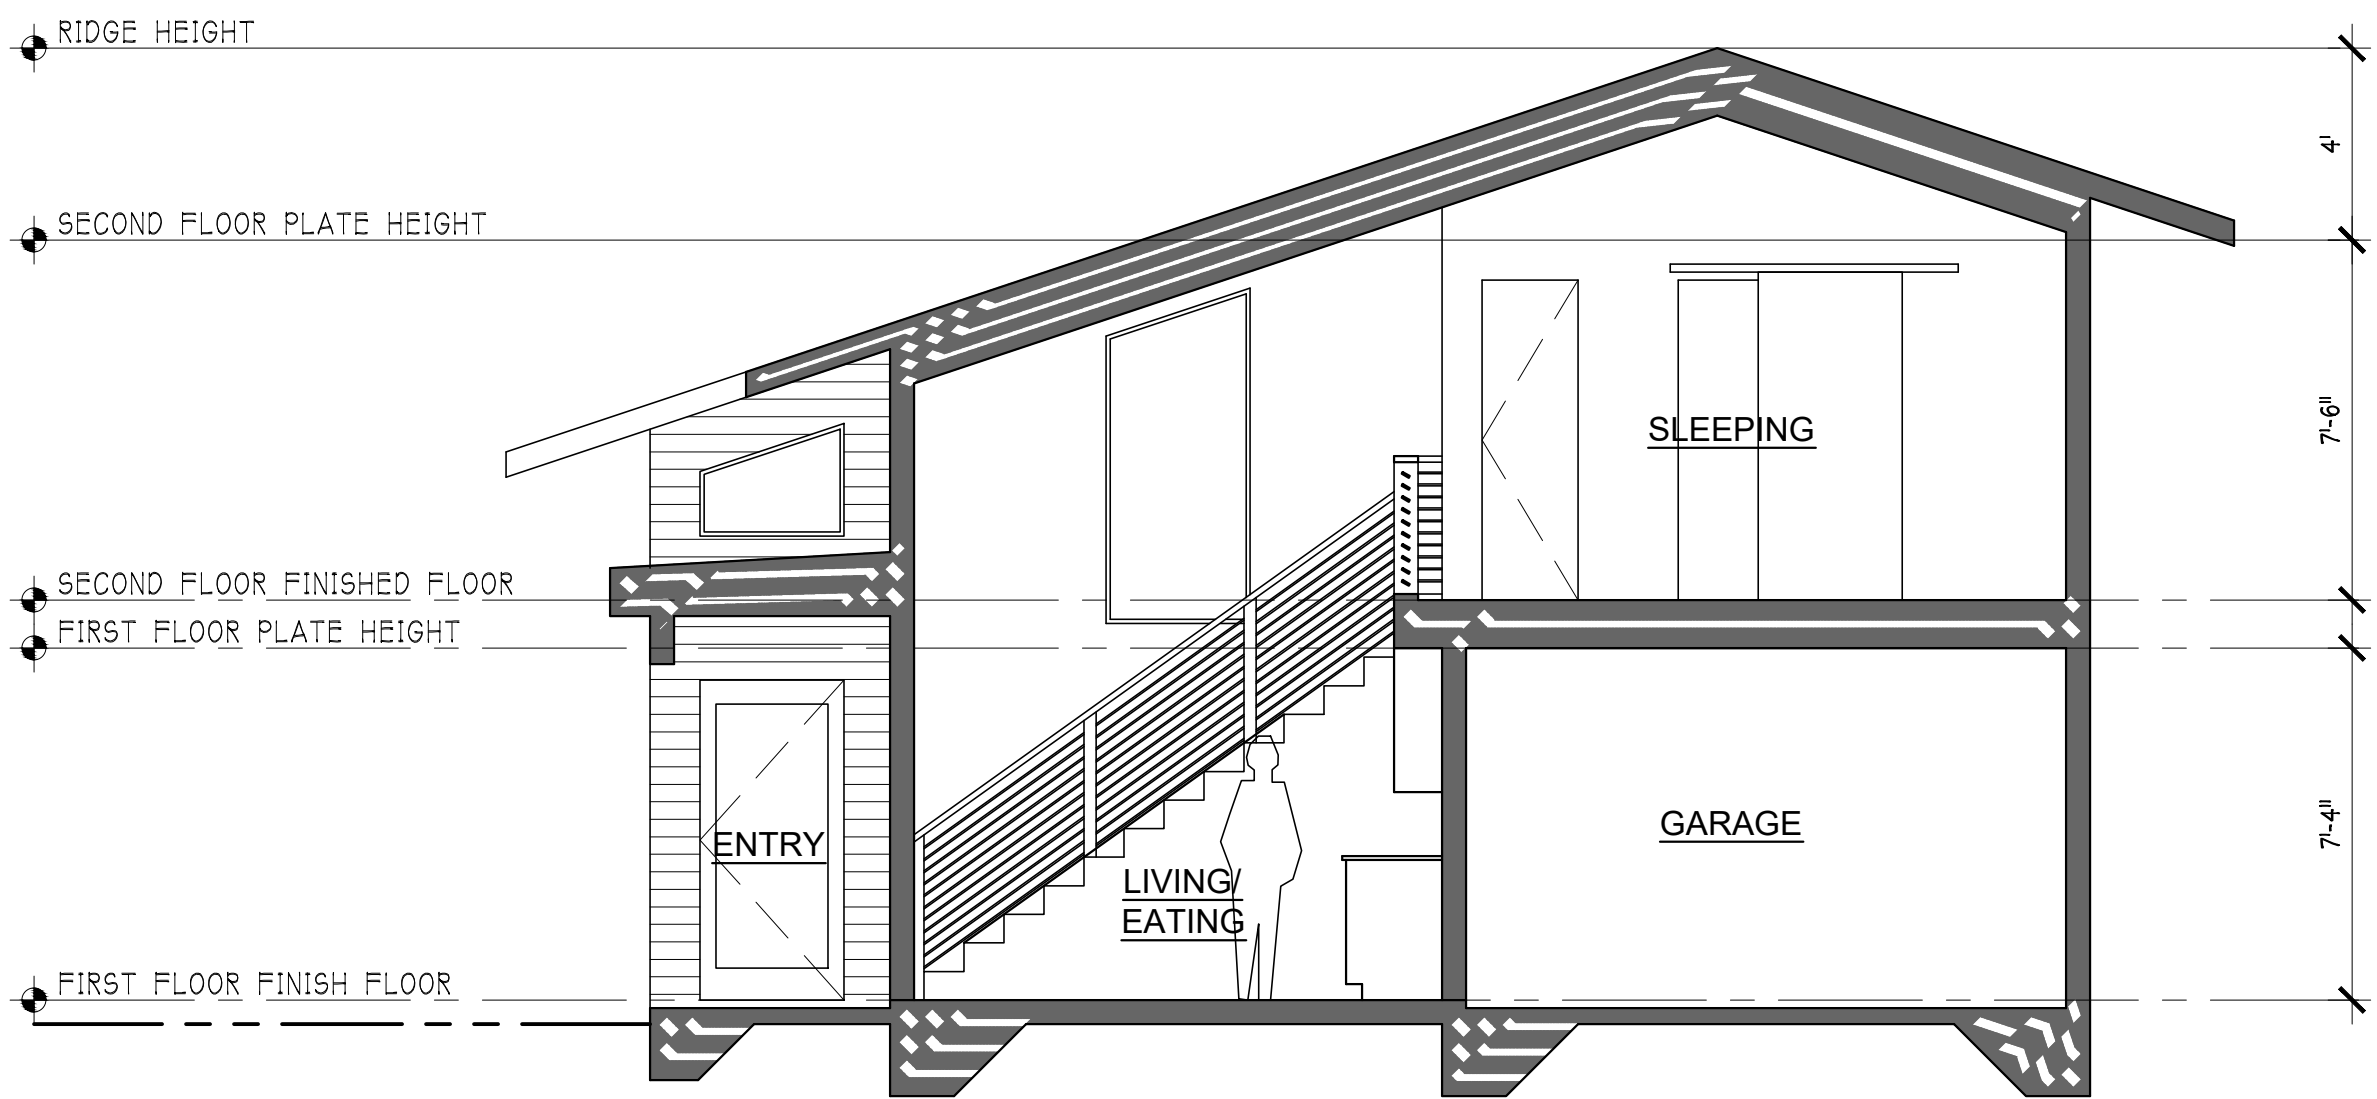 RIDGE HEIGHT
4'
SECOND FLOOR PLATE HEIGHT
7'-6"
SLEEPING
SECOND FLOOR FINISHED FLOOR
FIRST FLOOR PLATE HEIGHT
7'-4"
GARAGE
ENTRY
LIVING/
EATING
FIRST FLOOR FINISH FLOOR